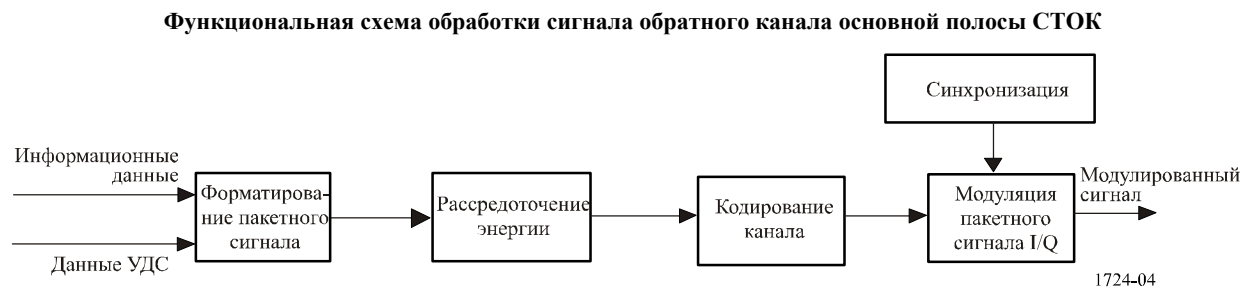 Функциональная схема обработки сигнала обратного канала основной полосы СТОК
Синхронизация
Информационные
данные
Данные УДС
Форматирова-
ние пакетного
сигнала
Рассредоточение
энергии
Кодирование
канала
Модуляция
пакетного
сигнала I/Q
Модулированный
сигнал
1724-04